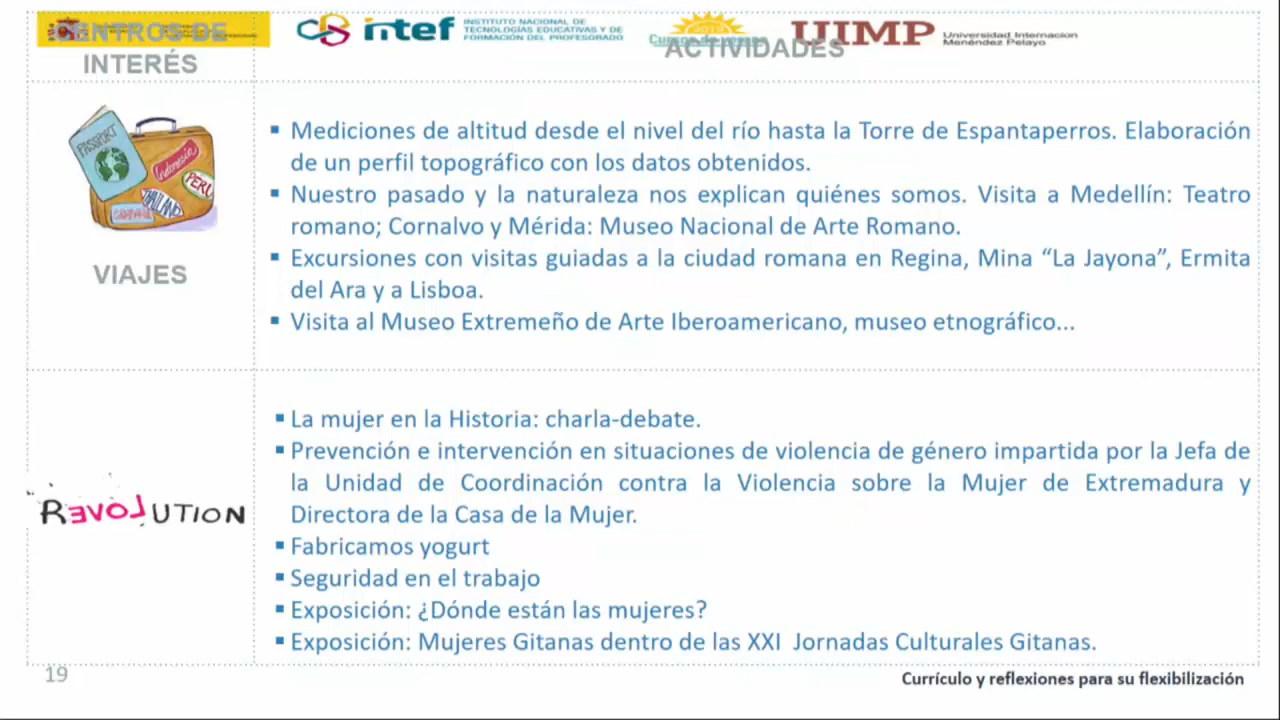 CENTROS DE
INTERÉS
intef
INSTITUTO NACIONAL DE
TECNOLOGÍAS EDUCATIVAS Y DE
FORMACIÓN DEL PROFESORADO
Cursos de verano
UIMP
Universidad Internacion
Menéndez Pelayo
ACTIVIDADES
PASSPORT
Indonesia
PERU
THAILAND
VIAJES
▪ Mediciones de altitud desde el nivel del río hasta la Torre de Espantaperros. Elaboración
de un perfil topográfico con los datos obtenidos.
▪ Nuestro pasado y la naturaleza nos explican quiénes somos. Visita a Medellín: Teatro
romano; Cornalvo y Mérida: Museo Nacional de Arte Romano.
▪ Excursiones con visitas guiadas a la ciudad romana en Regina, Mina “La Jayona”, Ermita
del Ara y a Lisboa.
▪ Visita al Museo Extremeño de Arte Iberoamericano, museo etnográfico...
REVOLUTION
▪ La mujer en la Historia: charla-debate.
▪ Prevención e intervención en situaciones de violencia de género impartida por la Jefa de
la Unidad de Coordinación contra la Violencia sobre la Mujer de Extremadura y
Directora de la Casa de la Mujer.
▪ Fabricamos yogurt
▪ Seguridad en el trabajo
▪ Exposición: ¿Dónde están las mujeres?
▪ Exposición: Mujeres Gitanas dentro de las XXI Jornadas Culturales Gitanas.
19
Currículo y reflexiones para su flexibilización